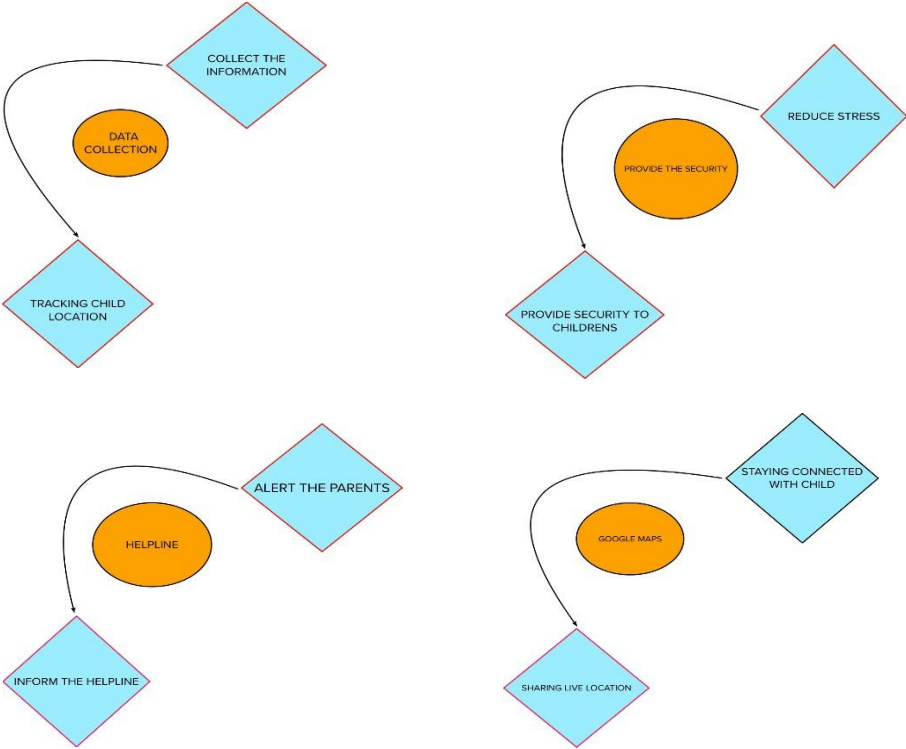 COLLECT THE
INFORMATION
DATA
COLLECTION
TRACKING CHILD
LOCATION
REDUCE STRESS
PROVIDE THE SECURITY
PROVIDE SECURITY TO
CHILDRENS
ALERT THE PARENTS
HELPLINE
INFORM THE HELPLINE
STAYING CONNECTED
WITH CHILD
GOOGLE MAPS
SHARING LIVE LOCATION